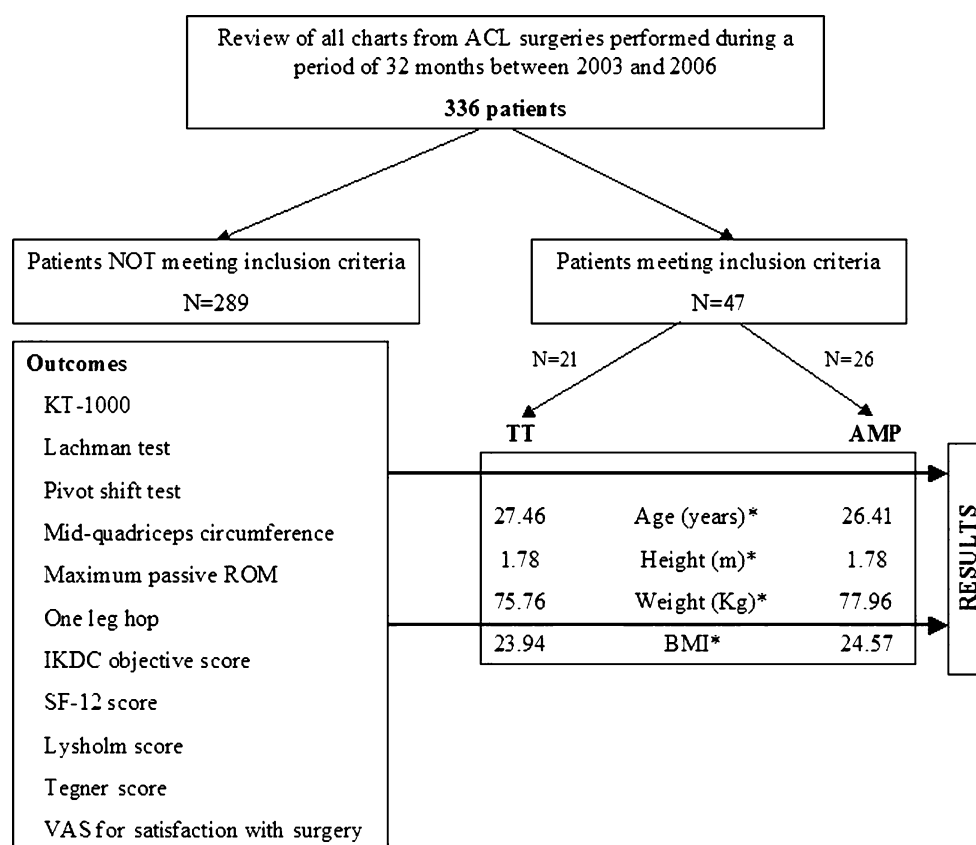 Review of all charts from ACL surgeries performed during a
period of 32 months between 2003 and 2006
336 patients
Patients NOT meeting inclusion criteria
N=289
Patients meeting inclusion criteria
N=47
N=21
N=26
Outcomes
KT-1000
Lachman test
Pivot shift test
Mid-quadriceps circumference
Maximum passive ROM
One leg hop
IKDC objective score
SF-12 score
Lysholm score
Tegner score
VAS for satisfaction with surgery
TT AMP
27.46 Age (years)* 26.41
1.78 Height (m)* 1.78
75.76 Weight (Kg)* 77.96
23.94 BMI* 24.57
RESULTS